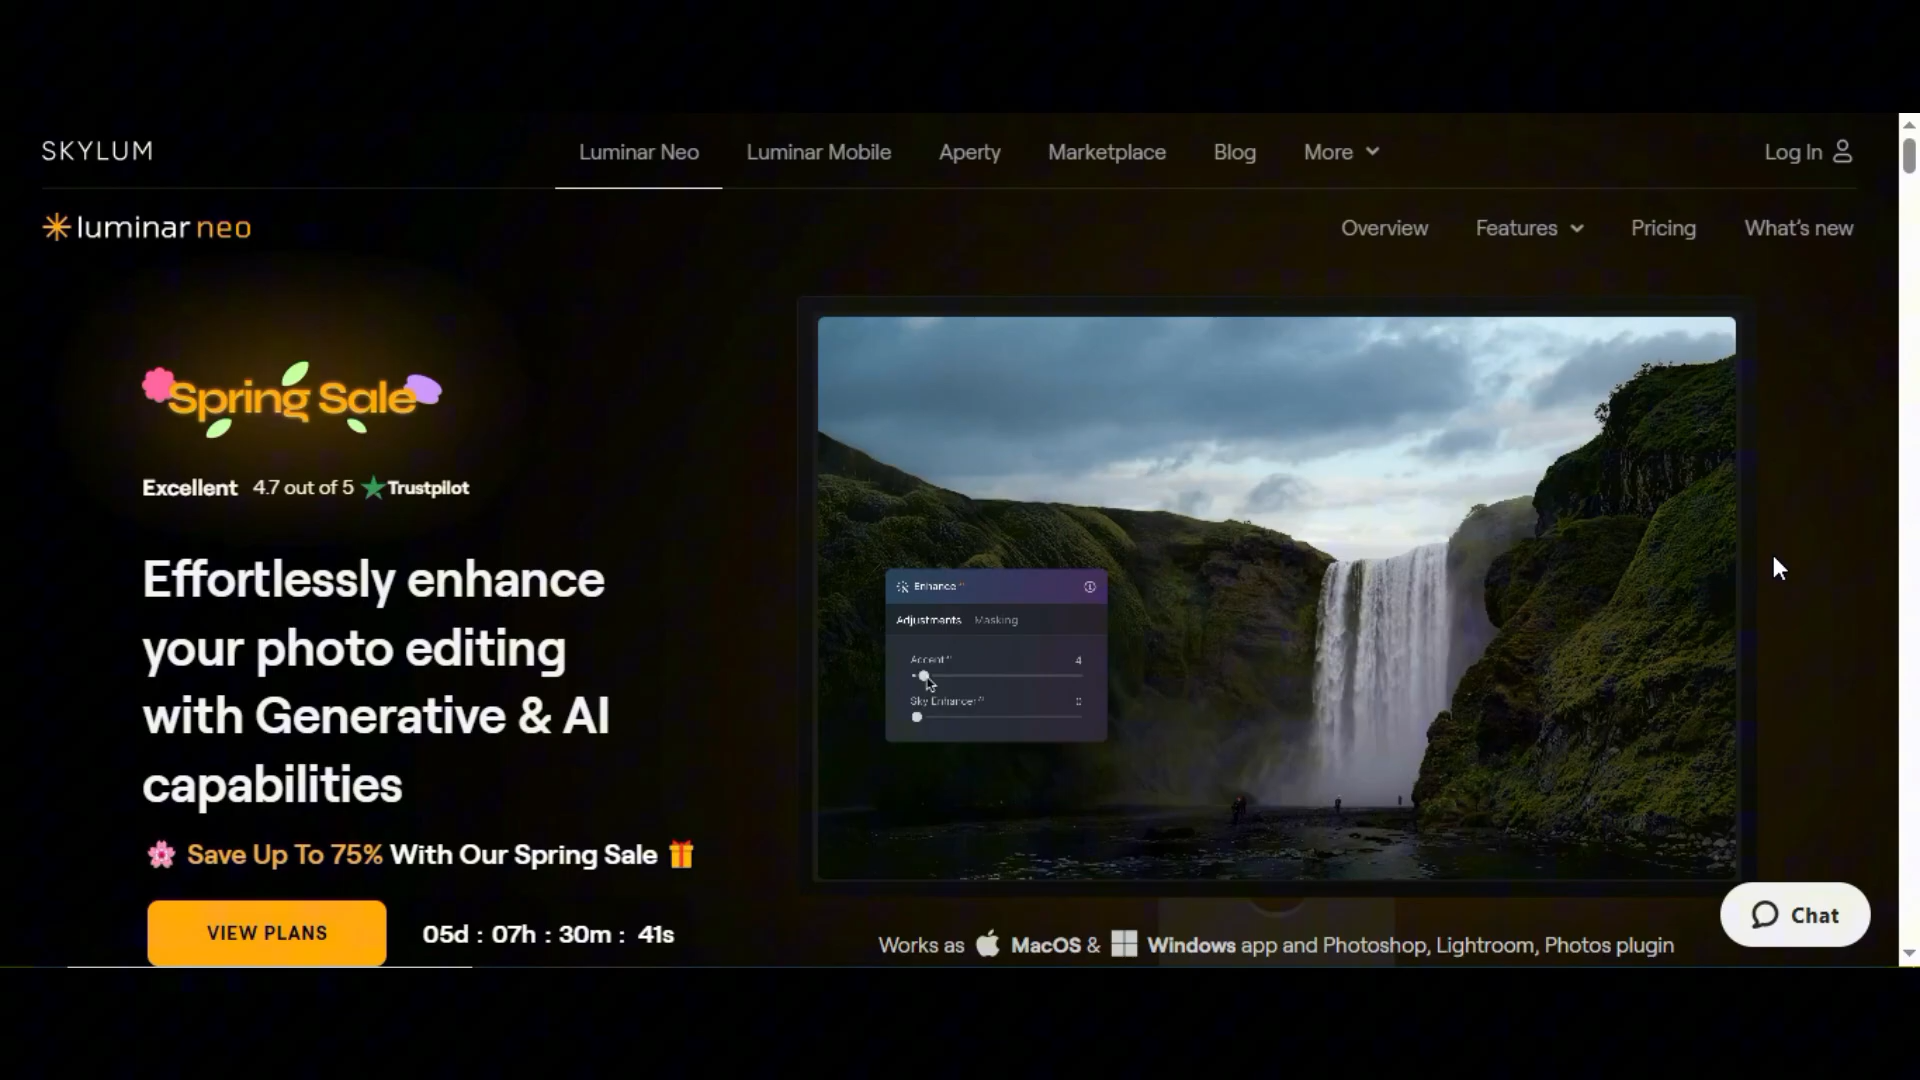 SKYLUM
Luminar Neo
Luminar Mobile
Aperty
Marketplace
Blog
More
Log In
luminar neo
Overview
Features
Pricing
What's new
Spring Sale
Excellent 4.7 out of 5 Trustpilot
Effortlessly enhance
your photo editing
with Generative & AI
capabilities
Save Up To 75% With Our Spring Sale
VIEW PLANS
05d : 07h : 30m : 41s
Enhance
Adjustments Masking
Accent 4
Sky Enhancer 0
Works as MacOS & Windows app and Photoshop, Lightroom, Photos plugin
Chat